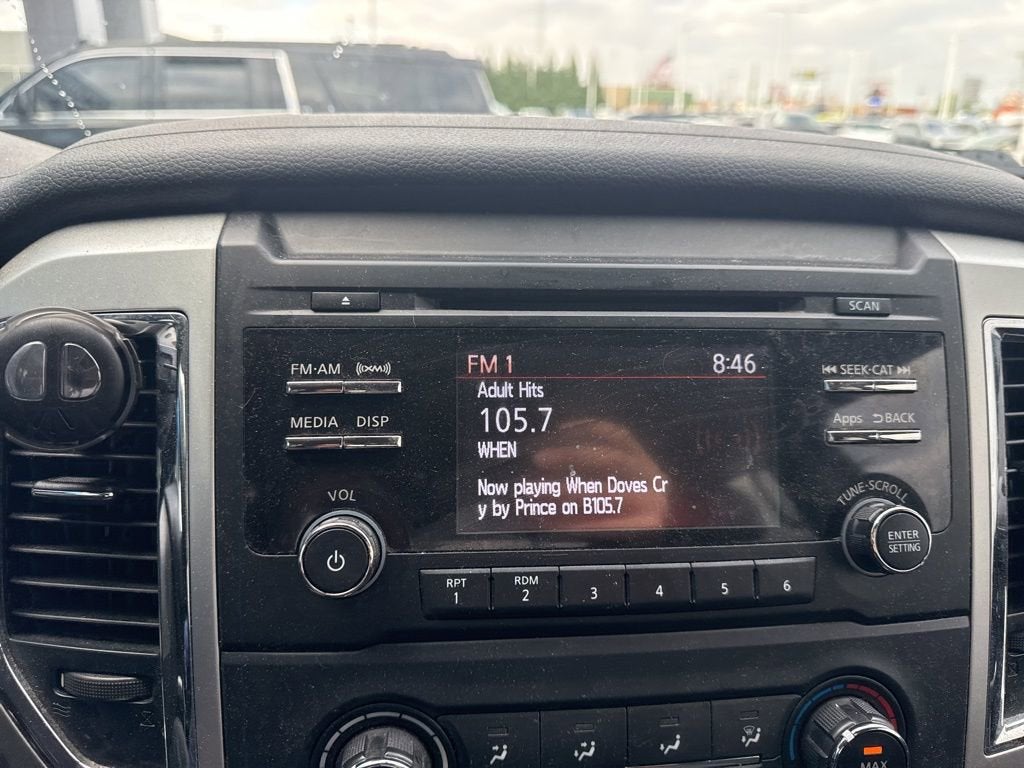 SCAN
FM·AM
((XM))
FM 1 8:46
SEEK·CAT
Adult Hits
105.7
MEDIA DISP
Apps BACK
WHEN
Now playing When Doves Cr
y by Prince on B105.7
VOL
TUNE·SCROLL
ENTER
SETTING
RPT
1
RDM
2
3
4
5
6
MAX